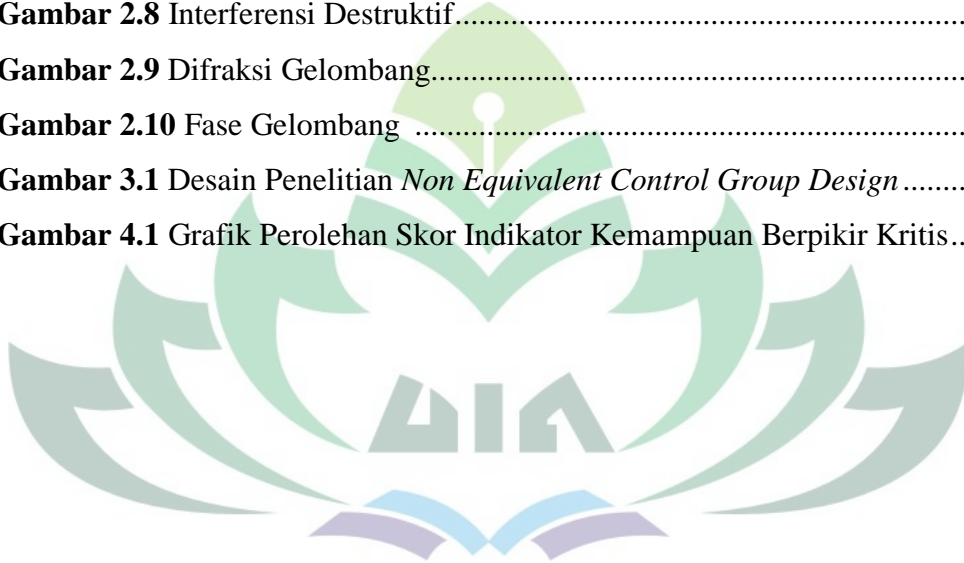 Gambar 2.8 Interferensi Destruktif..........................................................................
Gambar 2.9 Difraksi Gelombang.............................................................................
Gambar 2.10 Fase Gelombang ...............................................................................
Gambar 3.1 Desain Penelitian Non Equivalent Control Group Design ........
Gambar 4.1 Grafik Perolehan Skor Indikator Kemampuan Berpikir Kritis..
UIN